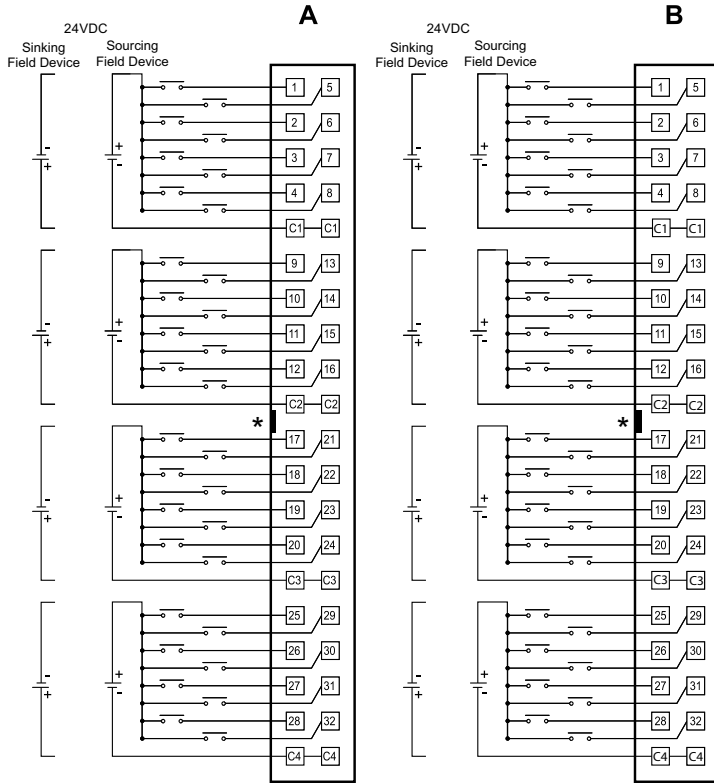 A B
24VDC 24VDC
Sinking Field Device Sourcing Field Device Sinking Field Device Sourcing Field Device
1 5 1 5
2 6 2 6
- + 3 7 - + 3 7
+ - 4 8 + - 4 8
C1 C1 C1 C1
9 13 9 13
10 14 10 14
- + 11 15 - + 11 15
+ - 12 16 + - 12 16
C2 C2 C2 C2
* *
17 21 17 21
18 22 18 22
- + 19 23 - + 19 23
+ - 20 24 + - 20 24
C3 C3 C3 C3
25 29 25 29
26 30 26 30
- + 27 31 - + 27 31
+ - 28 32 + - 28 32
C4 C4 C4 C4